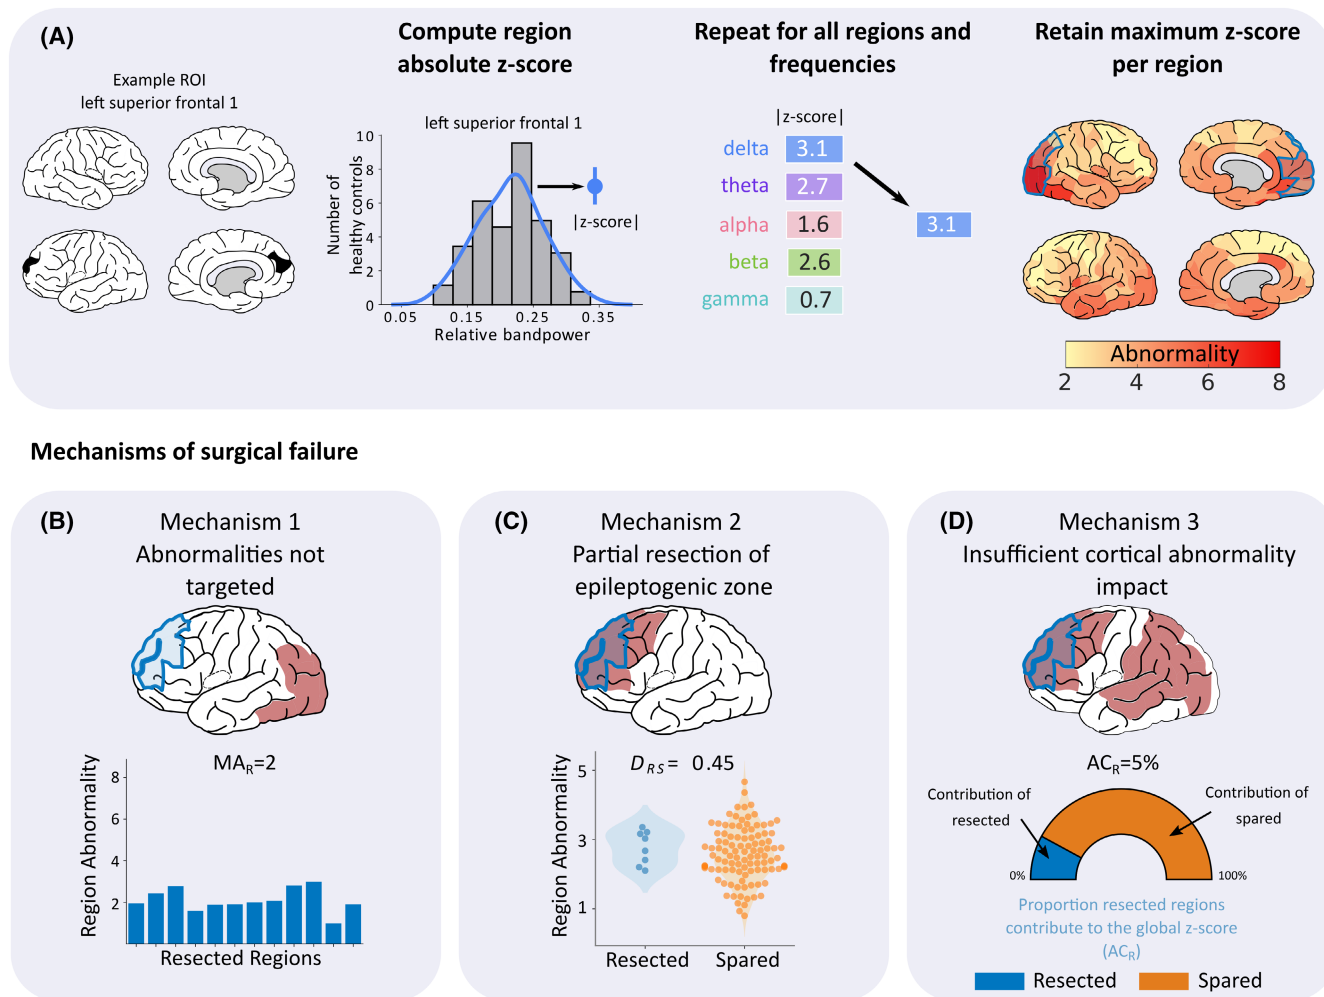 (A)
Example ROI
left superior frontal 1
Compute region
absolute z-score
left superior frontal 1
Number of
healthy controls
10
8
6
4
2
0
|z-score|
0.05 0.15 0.25 0.35
Relative bandpower
Repeat for all regions and
frequencies
|z-score|
delta 3.1
theta 2.7
alpha 1.6
beta 2.6
gamma 0.7
3.1
Retain maximum z-score
per region
Abnormality
2 4 6 8
Mechanisms of surgical failure
(B)
Mechanism 1
Abnormalities not
targeted
MAR=2
Region Abnormality
8
6
4
2
Resected Regions
(C)
Mechanism 2
Partial resection of
epileptogenic zone
DRS= 0.45
Region Abnormality
5
3
1
Resected Spared
(D)
Mechanism 3
Insufficient cortical abnormality
impact
ACR=5%
Contribution of
resected
Contribution of
spared
0% 100%
Proportion resected regions
contribute to the global z-score
(ACR)
Resected Spared